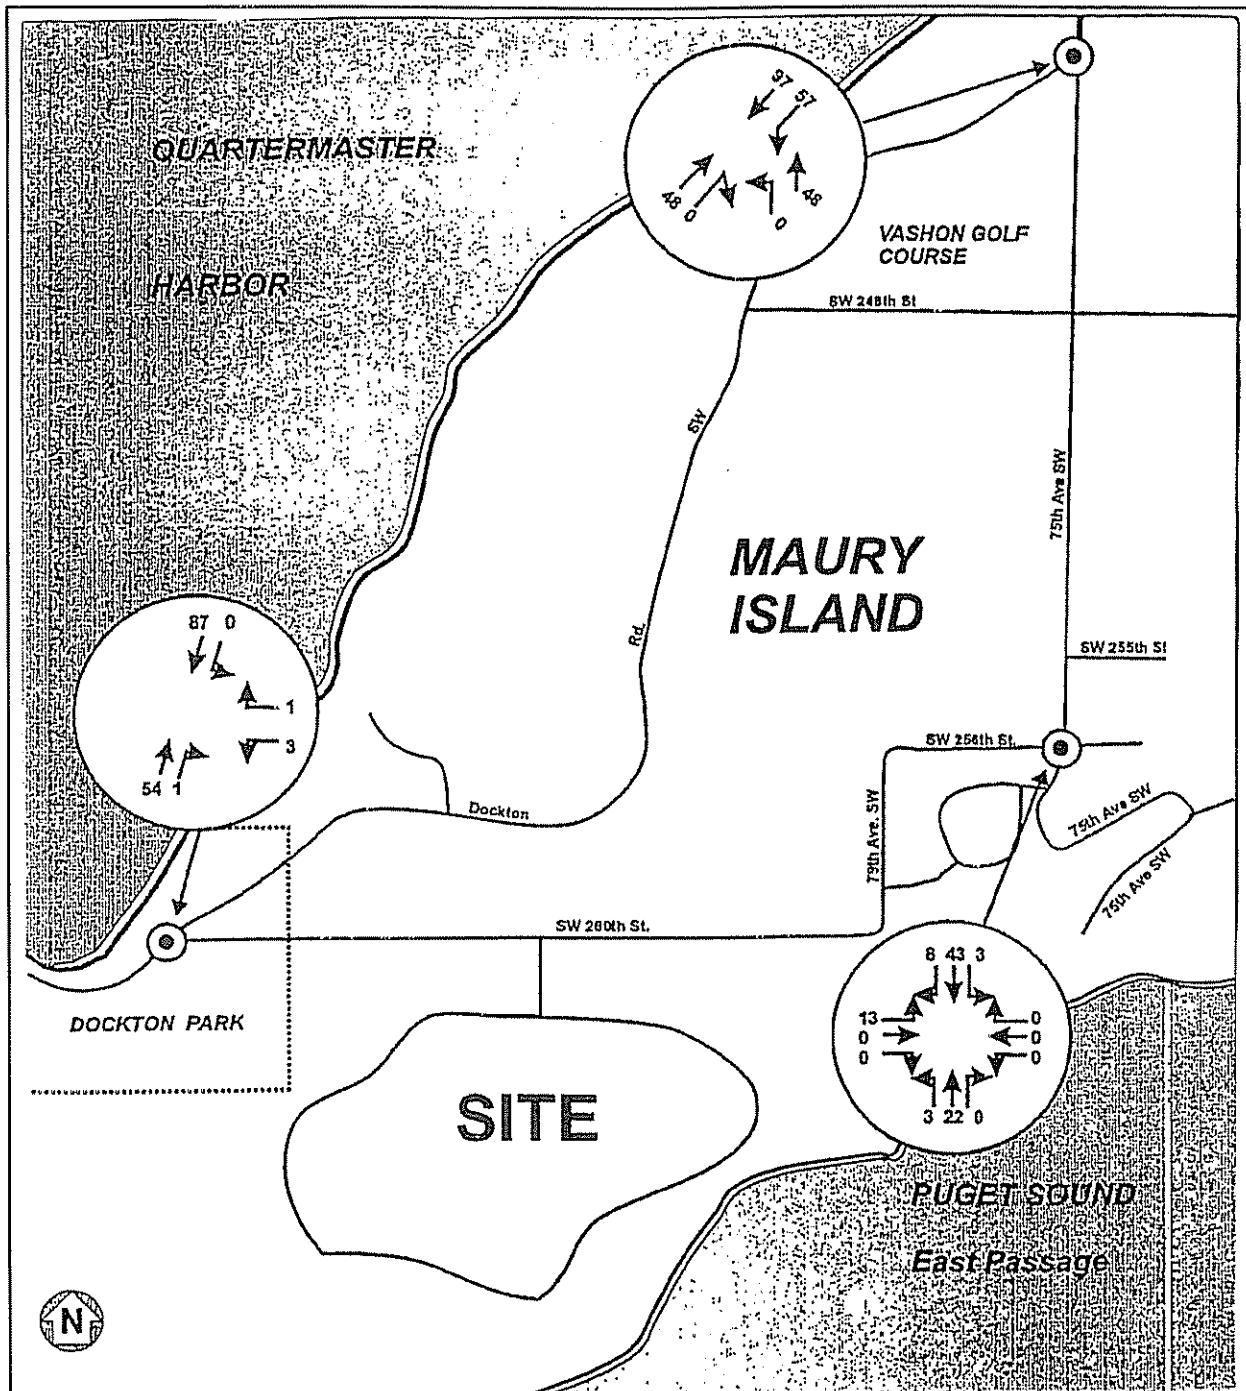 97 57
48 0
0
48
QUARTERMASTER
HARBOR
VASHON GOLF
COURSE
SW 248th St
SW
Rd.
75th Ave SW
MAURY
ISLAND
SW 255th St
87 0
1
3
54 1
SW 256th St.
Dockton
79th Ave. SW
75th Ave SW
75th Ave SW
SW 260th St.
DOCKTON PARK
8 43 3
13
0
0
0
0
0
3 22 0
SITE
PUGET SOUND
East Passage
N